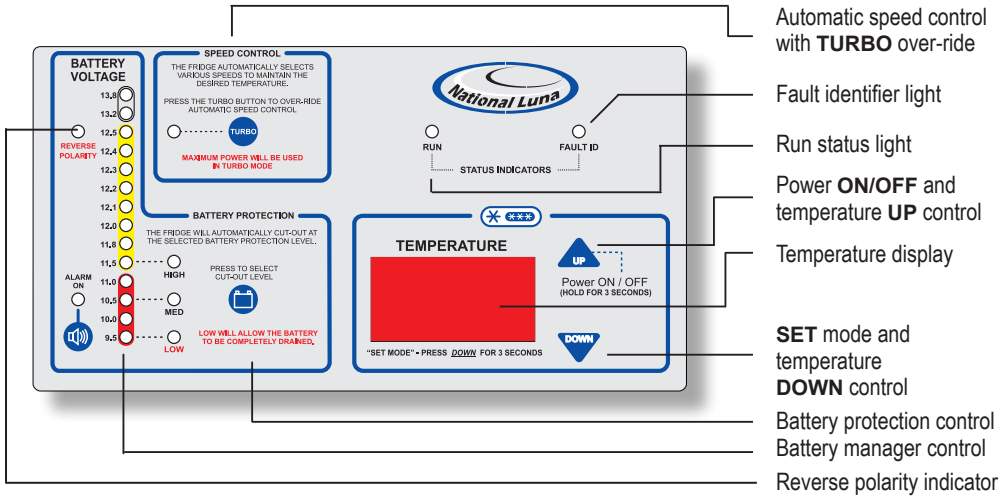 BATTERY
VOLTAGE
13.8
13.2
12.5
12.4
12.3
12.2
12.1
12.0
11.8
11.5
11.0
10.5
10.0
9.5
REVERSE
POLARITY
ALARM
ON
SPEED CONTROL
THE FRIDGE AUTOMATICALLY SELECTS
VARIOUS SPEEDS TO MAINTAIN THE
DESIRED TEMPERATURE.
PRESS THE TURBO BUTTON TO OVER-RIDE
AUTOMATIC SPEED CONTROL
TURBO
MAXIMUM POWER WILL BE USED
IN TURBO MODE
BATTERY PROTECTION
THE FRIDGE WILL AUTOMATICALLY CUT-OUT AT
THE SELECTED BATTERY PROTECTION LEVEL.
HIGH
MED
LOW
PRESS TO SELECT
CUT-OUT LEVEL
LOW WILL ALLOW THE BATTERY
TO BE COMPLETELY DRAINED.
National Luna
RUN
FAULT ID
STATUS INDICATORS
TEMPERATURE
UP
Power ON / OFF
(HOLD FOR 3 SECONDS)
DOWN
"SET MODE" - PRESS DOWN FOR 3 SECONDS
Automatic speed control
with TURBO over-ride
Fault identifier light
Run status light
Power ON/OFF and
temperature UP control
Temperature display
SET mode and
temperature
DOWN control
Battery protection control
Battery manager control
Reverse polarity indicator